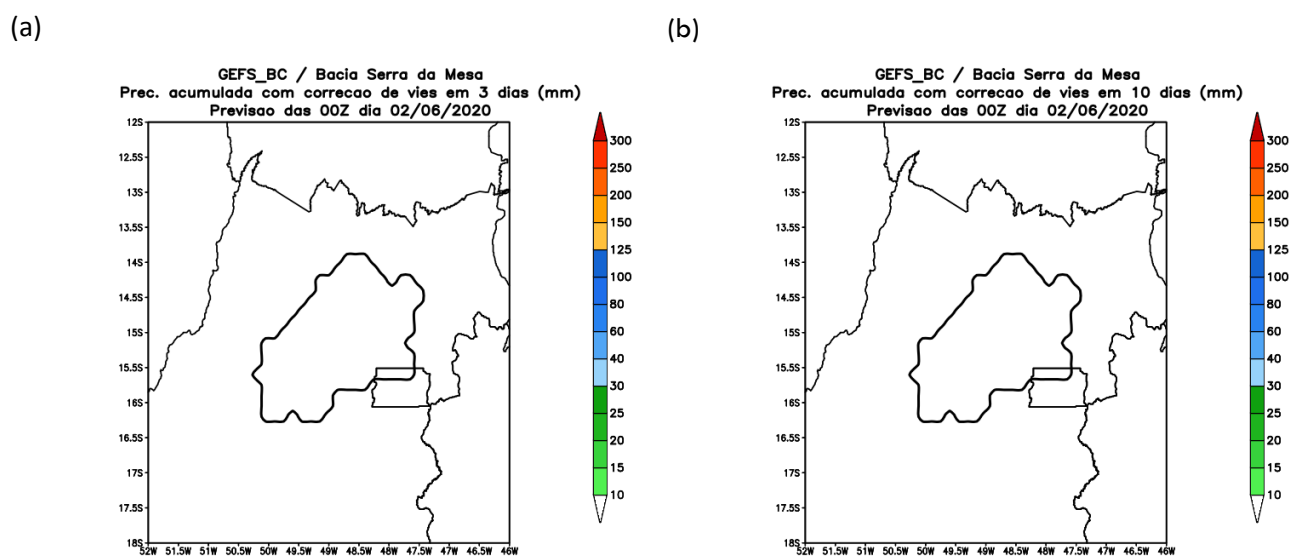 (a)
GEFS_BC / Bacia Serra da Mesa
Prec. acumulada com correcao de vies em 3 dias (mm)
Previsao das 00Z dia 02/06/2020
12S
12.5S
13S
13.5S
14S
14.5S
15S
15.5S
16S
16.5S
17S
17.5S
18S
52W 51.5W 51W 50.5W 50W 49.5W 49W 48.5W 48W 47.5W 47W 46.5W 46W
300
250
200
150
125
100
80
60
40
30
25
20
15
10
(b)
GEFS_BC / Bacia Serra da Mesa
Prec. acumulada com correcao de vies em 10 dias (mm)
Previsao das 00Z dia 02/06/2020
12S
12.5S
13S
13.5S
14S
14.5S
15S
15.5S
16S
16.5S
17S
17.5S
18S
52W 51.5W 51W 50.5W 50W 49.5W 49W 48.5W 48W 47.5W 47W 46.5W 46W
300
250
200
150
125
100
80
60
40
30
25
20
15
10